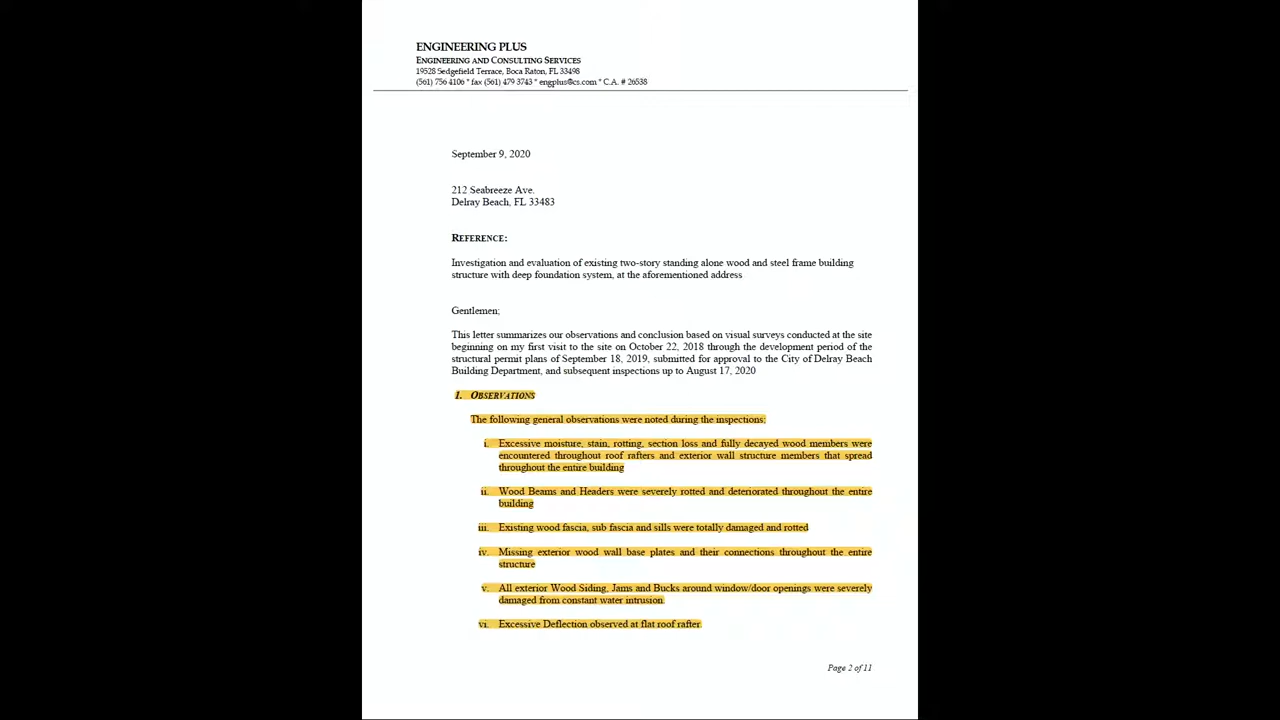 ENGINEERING PLUS
ENGINEERING AND CONSULTING SERVICES
19528 Sedgefield Terrace, Boca Raton, FL 33498
(561) 756 4106 * fax (561) 479 3743 * engplus@cs.com * C.A. # 26538
September 9, 2020
212 Seabreeze Ave.
Delray Beach, FL 33483
REFERENCE:
Investigation and evaluation of existing two-story standing alone wood and steel frame building
structure with deep foundation system, at the aforementioned address
Gentlemen;
This letter summarizes our observations and conclusion based on visual surveys conducted at the site
beginning on my first visit to the site on October 22, 2018 through the development period of the
structural permit plans of September 18, 2019, submitted for approval to the City of Delray Beach
Building Department, and subsequent inspections up to August 17, 2020
1. OBSERVATIONS
The following general observations were noted during the inspections;
i. Excessive moisture, stain, rotting, section loss and fully decayed wood members were
encountered throughout roof rafters and exterior wall structure members that spread
throughout the entire building
ii. Wood Beams and Headers were severely rotted and deteriorated throughout the entire
building
iii. Existing wood fascia, sub fascia and sills were totally damaged and rotted
iv. Missing exterior wood wall base plates and their connections throughout the entire
structure
v. All exterior Wood Siding, Jams and Bucks around window/door openings were severely
damaged from constant water intrusion.
vi. Excessive Deflection observed at flat roof rafter.
Page 2 of 11